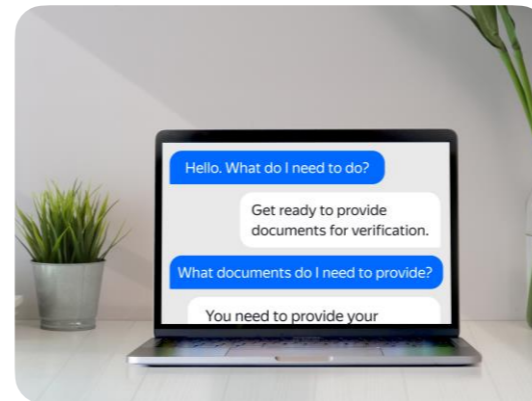 Hello. What do I need to do?
Get ready to provide
documents for verification.
What documents do I need to provide?
You need to provide your